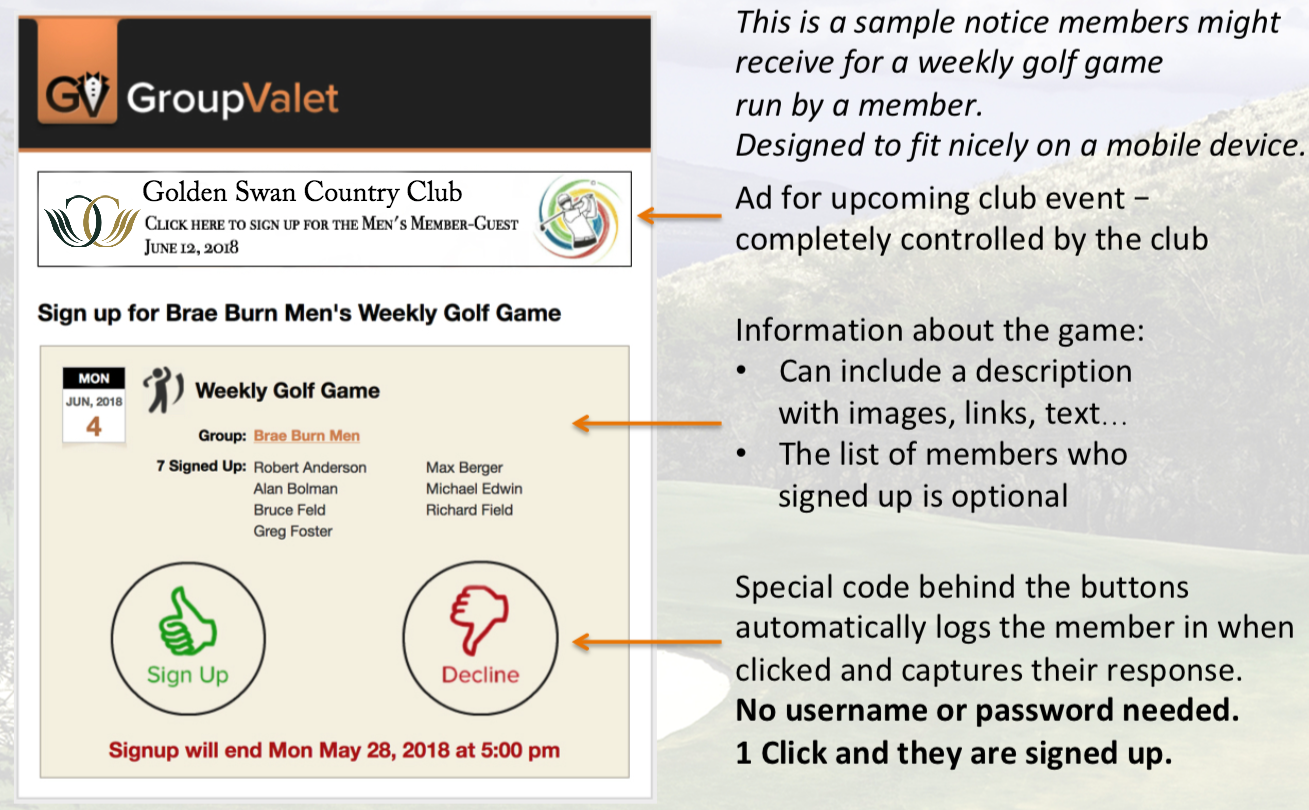 GV GroupValet
Golden Swan Country Club
Click here to sign up for the Men's Member-Guest
June 12, 2018
Sign up for Brae Burn Men's Weekly Golf Game
MON
JUN, 2018
4
Weekly Golf Game
Group: Brae Burn Men
7 Signed Up: Robert Anderson Max Berger
Alan Bolman Michael Edwin
Bruce Feld Richard Field
Greg Foster
Sign Up Decline
Signup will end Mon May 28, 2018 at 5:00 pm
This is a sample notice members might
receive for a weekly golf game
run by a member.
Designed to fit nicely on a mobile device.
Ad for upcoming club event –
completely controlled by the club
Information about the game:
• Can include a description
with images, links, text…
• The list of members who
signed up is optional
Special code behind the buttons
automatically logs the member in when
clicked and captures their response.
No username or password needed.
1 Click and they are signed up.